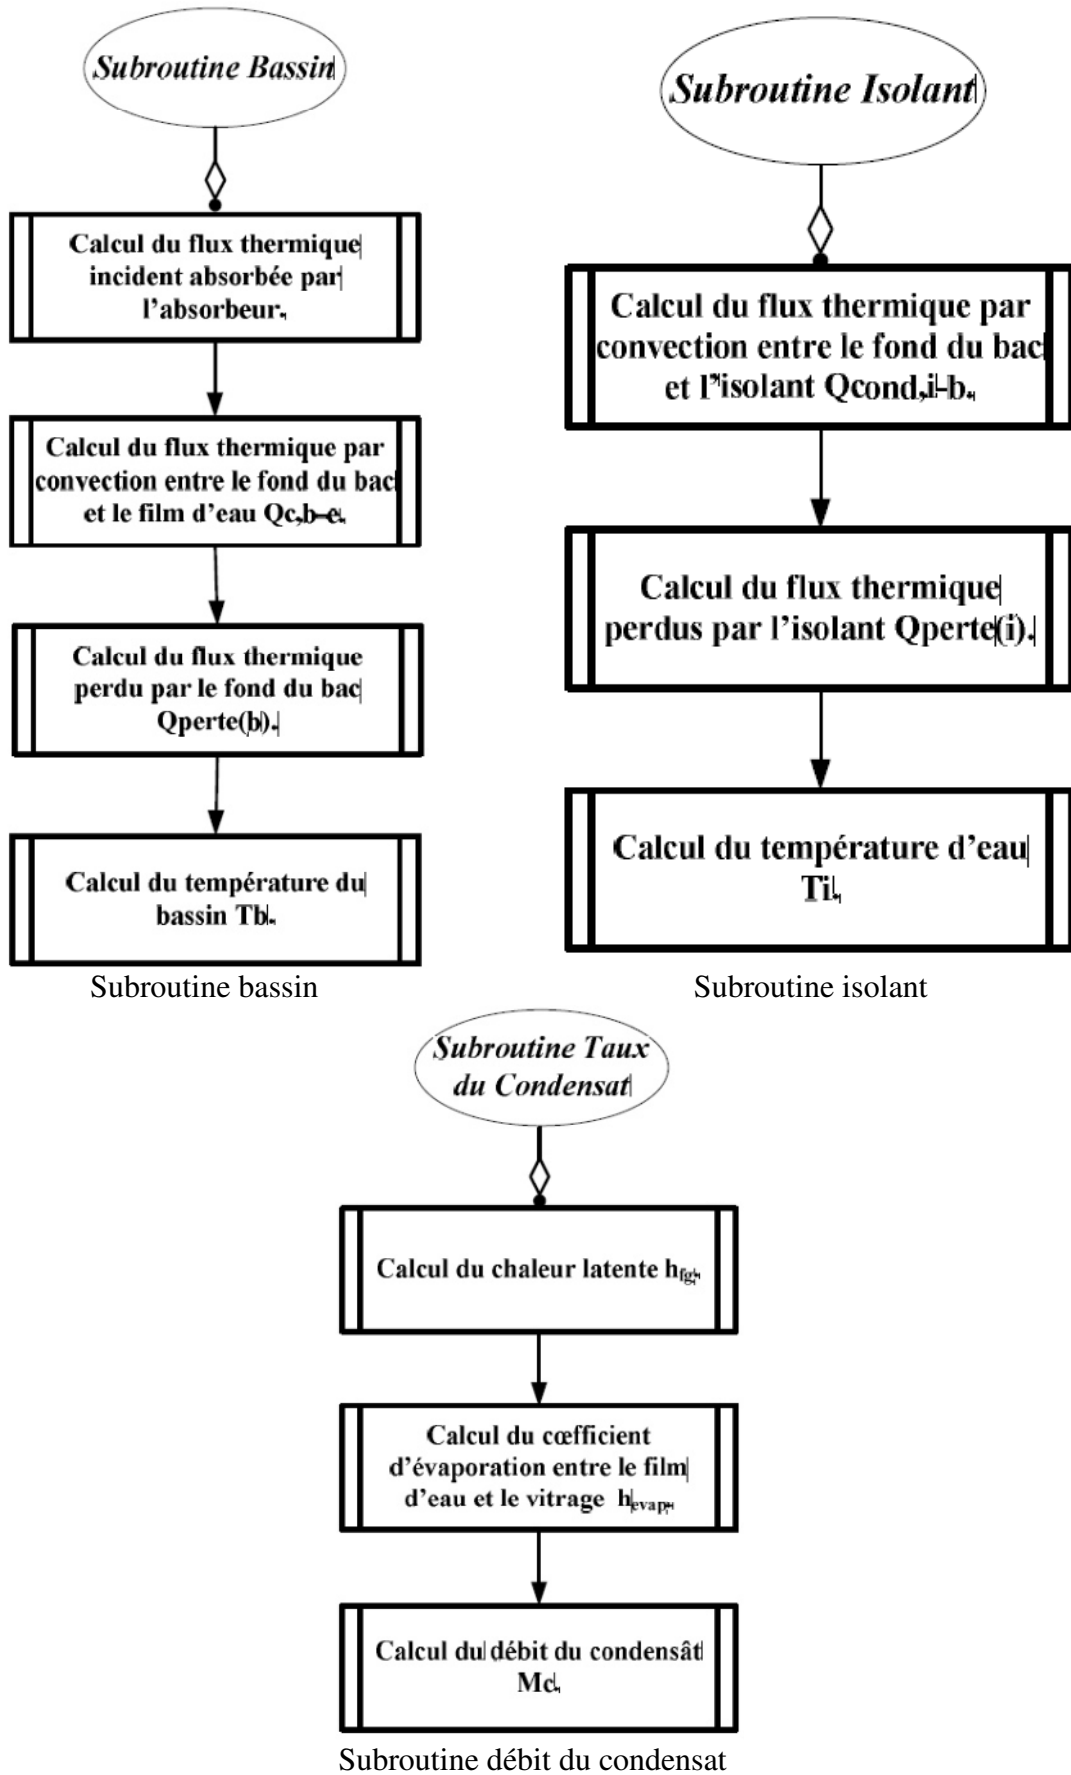 Subroutine Bassin
Calcul du flux thermique
incident absorbée par
l'absorbeur.
Calcul du flux thermique par
convection entre le fond du bac
et le film d'eau Qc,b-e.
Calcul du flux thermique
perdu par le fond du bac
Qperte(b).
Calcul du température du
bassin Tb.
Subroutine bassin
Subroutine Isolant
Calcul du flux thermique par
convection entre le fond du bac
et l'isolant Qcond,i-b.
Calcul du flux thermique
perdus par l'isolant Qperte(i).
Calcul du température d'eau
Ti.
Subroutine isolant
Subroutine Taux
du Condensat
Calcul du chaleur latente hfg.
Calcul du cœfficient
d'évaporation entre le film
d'eau et le vitrage hevap.
Calcul du débit du condensât
Mc.
Subroutine débit du condensat